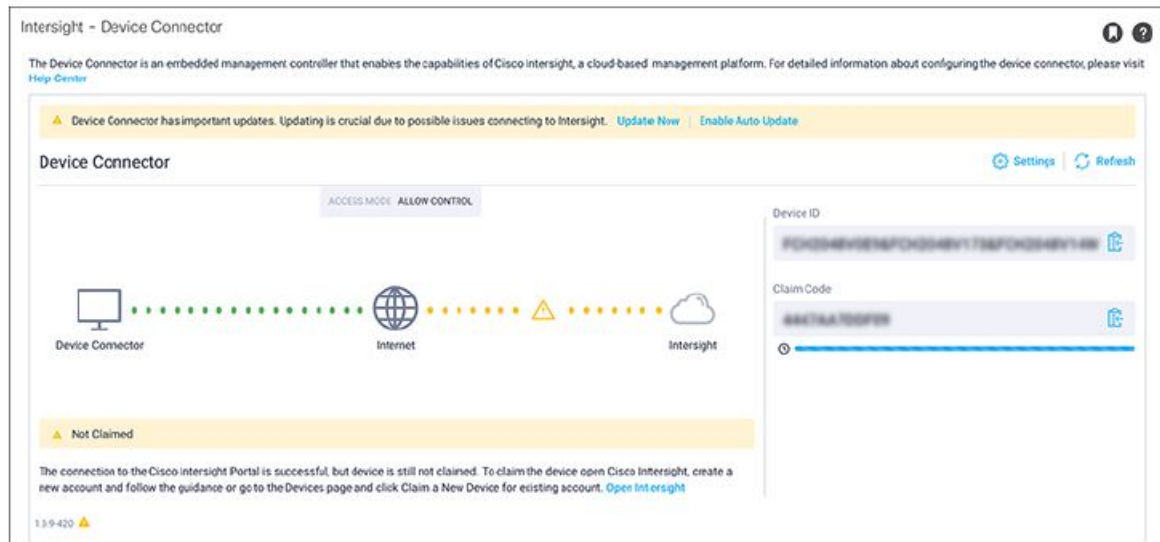 Intersight - Device Connector
The Device Connector is an embedded management controller that enables the capabilities of Cisco Intersight, a cloud-based management platform. For detailed information about configuring the device connector, please visit
Help Center
Device Connector has important updates. Updating is crucial due to possible issues connecting to Intersight. Update Now | Enable Auto Update
Device Connector
Settings | Refresh
ACCESS MODE ALLOW CONTROL
Device ID
Claim Code
Device Connector
Internet
Intersight
Not Claimed
The connection to the Cisco Intersight Portal is successful, but device is still not claimed. To claim the device open Cisco Intersight, create a
new account and follow the guidance or go to the Devices page and click Claim a New Device for existing account. Open Intersight